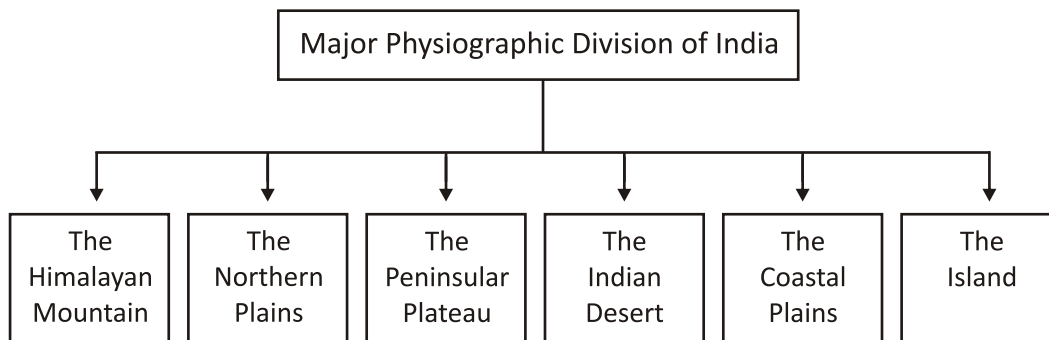 Major Physiographic Division of India
The
Himalayan
Mountain
The
Northern
Plains
The
Peninsular
Plateau
The
Indian
Desert
The
Coastal
Plains
The
Island